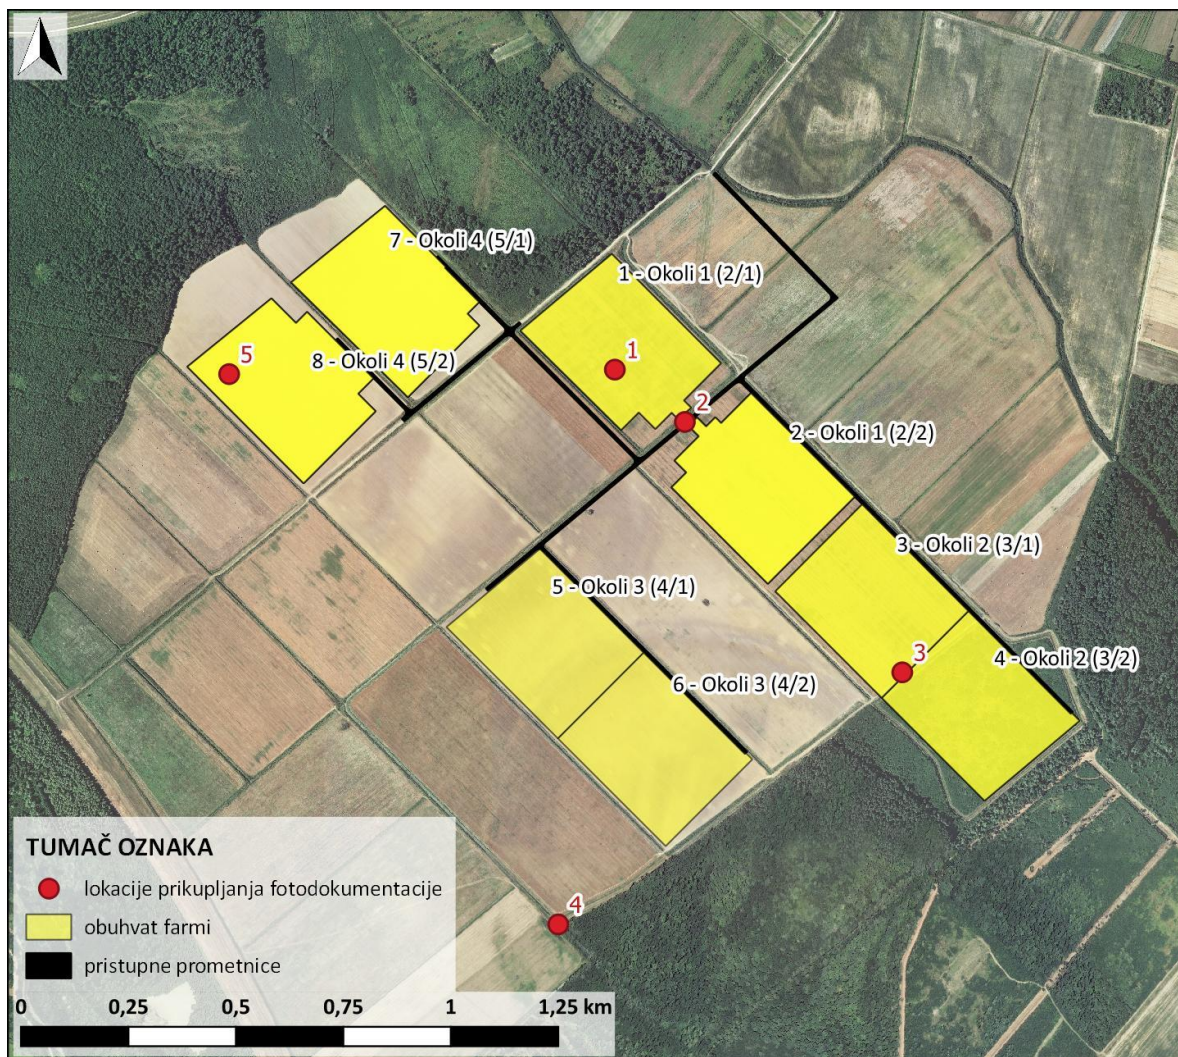 7 - Okoli 4 (5/1)
1 - Okoli 1 (2/1)
8 - Okoli 4 (5/2)
5
1
2
2 - Okoli 1 (2/2)
3 - Okoli 2 (3/1)
5 - Okoli 3 (4/1)
3
4 - Okoli 2 (3/2)
6 - Okoli 3 (4/2)
4
TUMAČ OZNAKA
lokacije prikupljanja fotodokumentacije
obuhvat farmi
pristupne prometnice
0 0,25 0,5 0,75 1 1,25 km